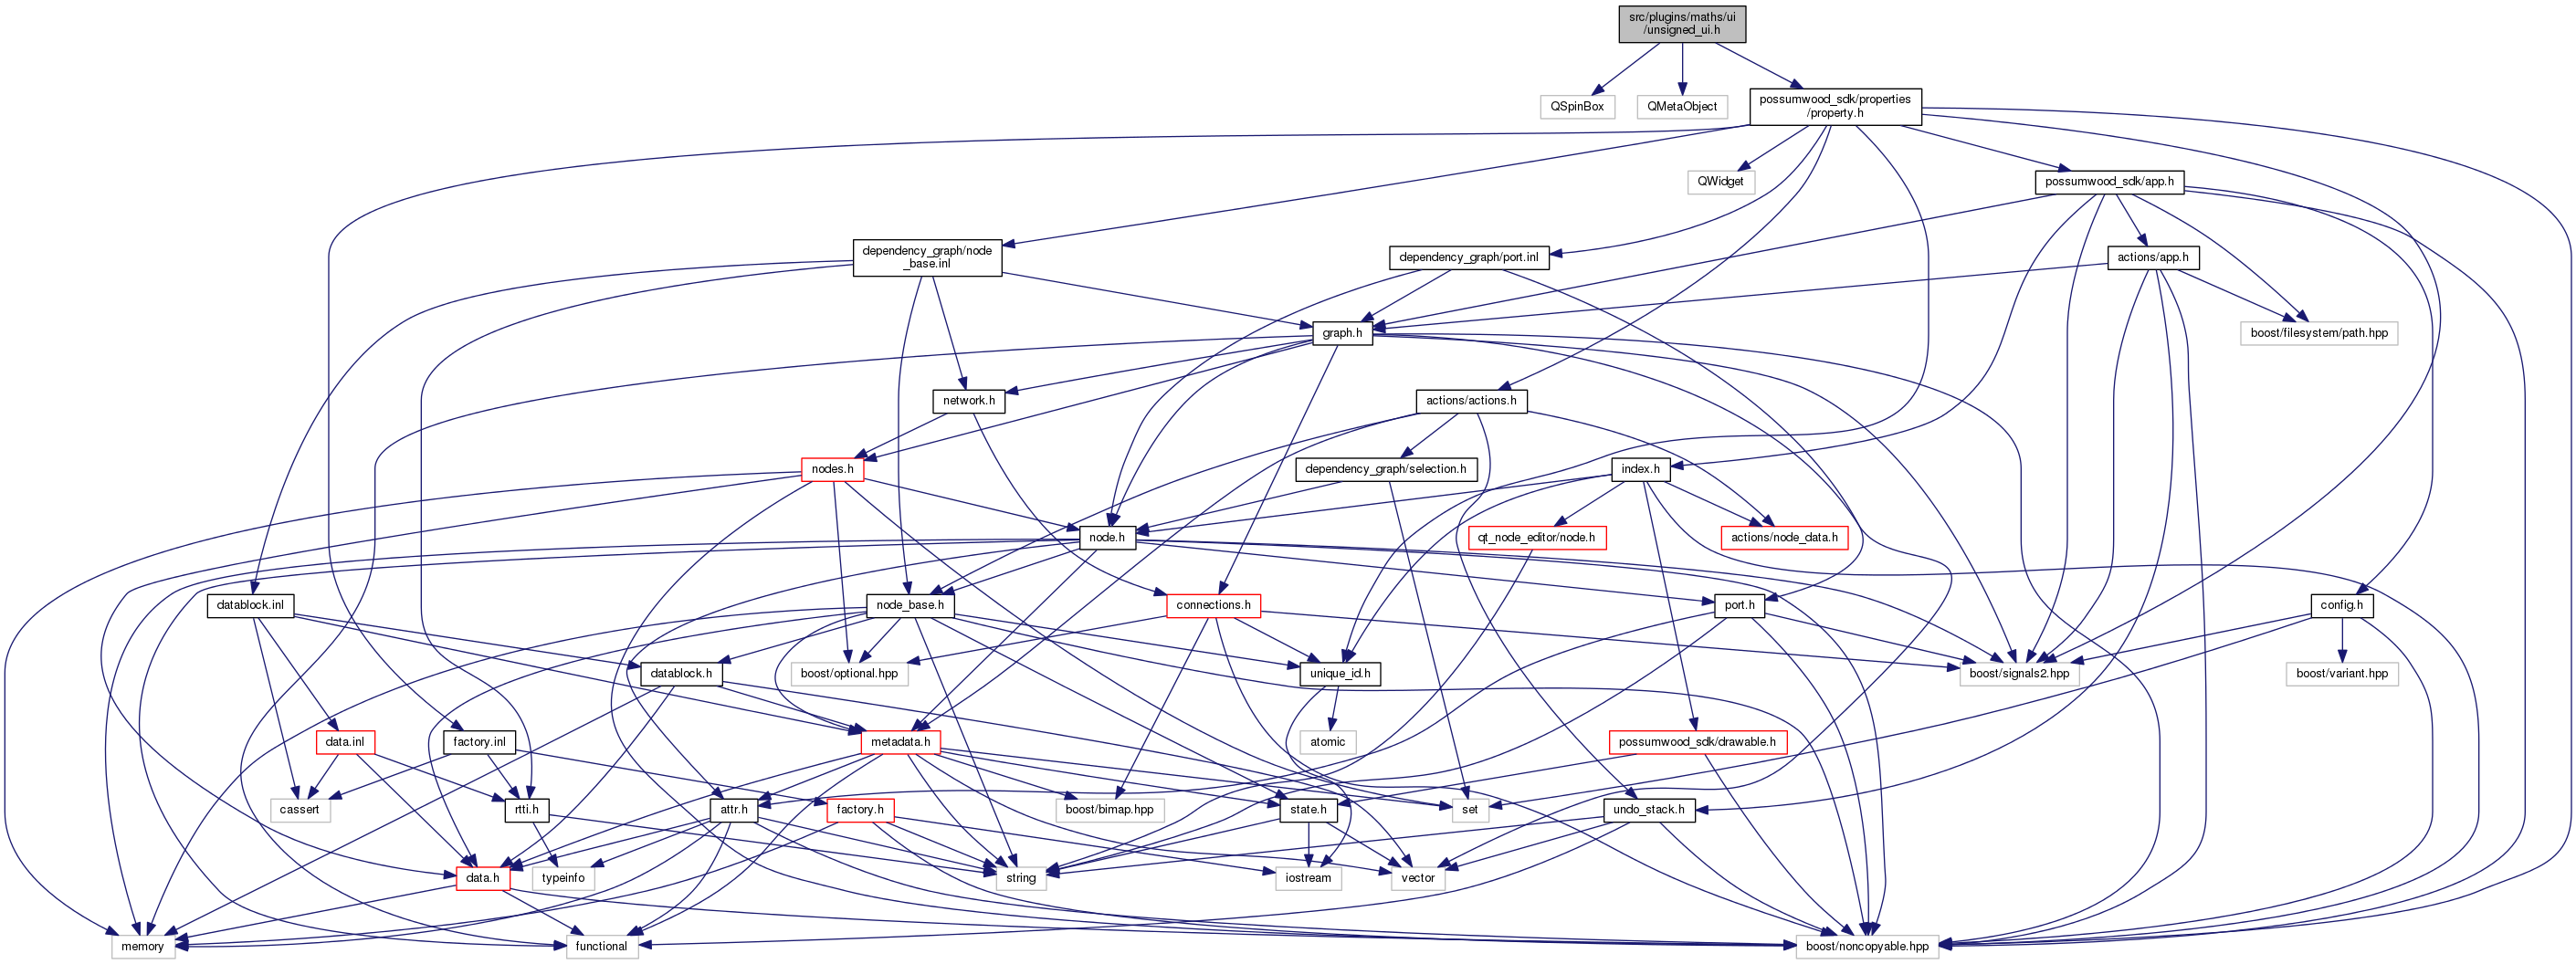 src/plugins/maths/ui
/unsigned_ui.h
QSpinBox
QMetaObject
possumwood_sdk/properties
/property.h
QWidget
possumwood_sdk/app.h
dependency_graph/node
_base.inl
dependency_graph/port.inl
actions/app.h
graph.h
boost/filesystem/path.hpp
network.h
actions/actions.h
nodes.h
dependency_graph/selection.h
index.h
node.h
qt_node_editor/node.h
actions/node_data.h
datablock.inl
node_base.h
connections.h
port.h
config.h
datablock.h
boost/optional.hpp
unique_id.h
boost/signals2.hpp
boost/variant.hpp
data.inl
factory.inl
metadata.h
atomic
possumwood_sdk/drawable.h
cassert
rtti.h
attr.h
factory.h
boost/bimap.hpp
state.h
set
undo_stack.h
data.h
typeinfo
string
iostream
vector
memory
functional
boost/noncopyable.hpp